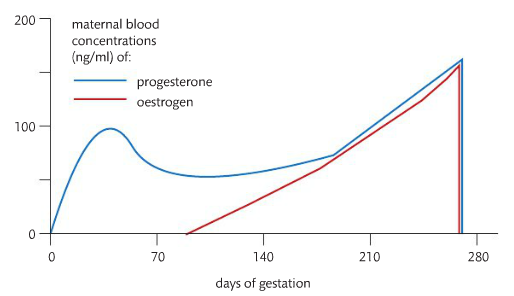 maternal blood
concentrations
(ng/ml) of:
progesterone
oestrogen
200
100
0
0 70 140 210 280
days of gestation